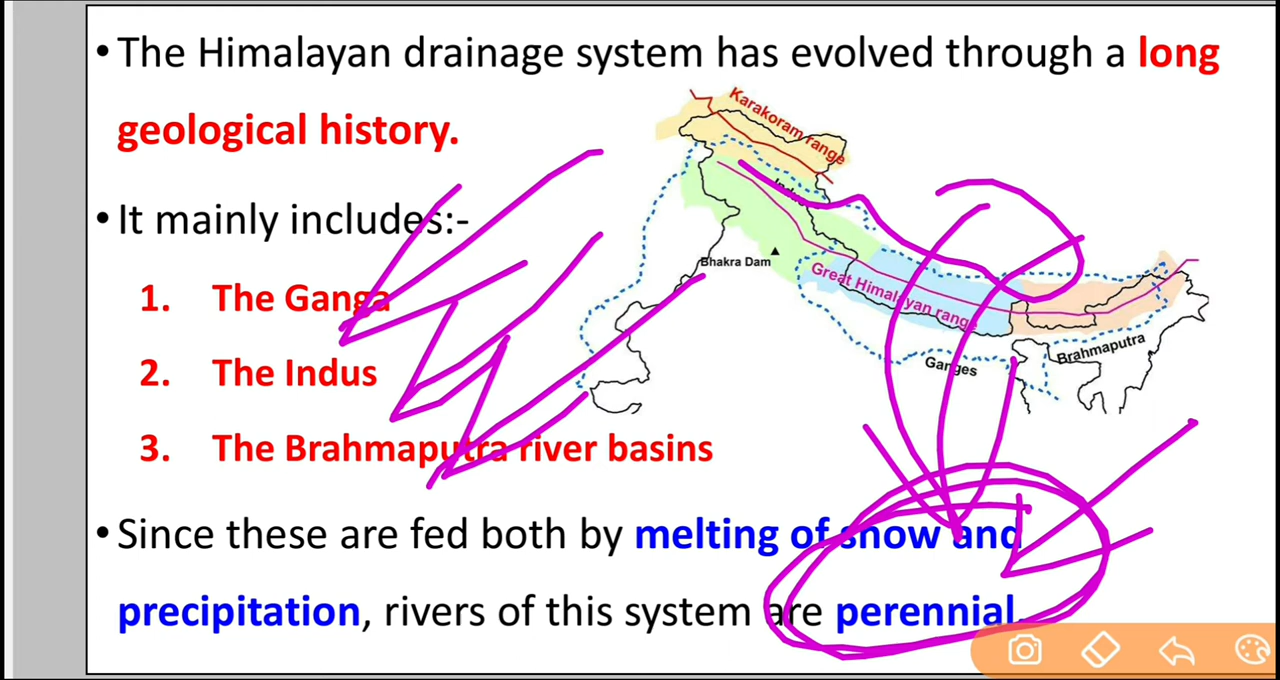 • The Himalayan drainage system has evolved through a long
geological history.
Karakoram range
• It mainly includes:-
Indus
Bhakra Dam
Great Himalayan range
1. The Ganga
2. The Indus
Brahmaputra
Ganges
3. The Brahmaputra river basins
• Since these are fed both by melting of snow and
precipitation, rivers of this system are perennial.